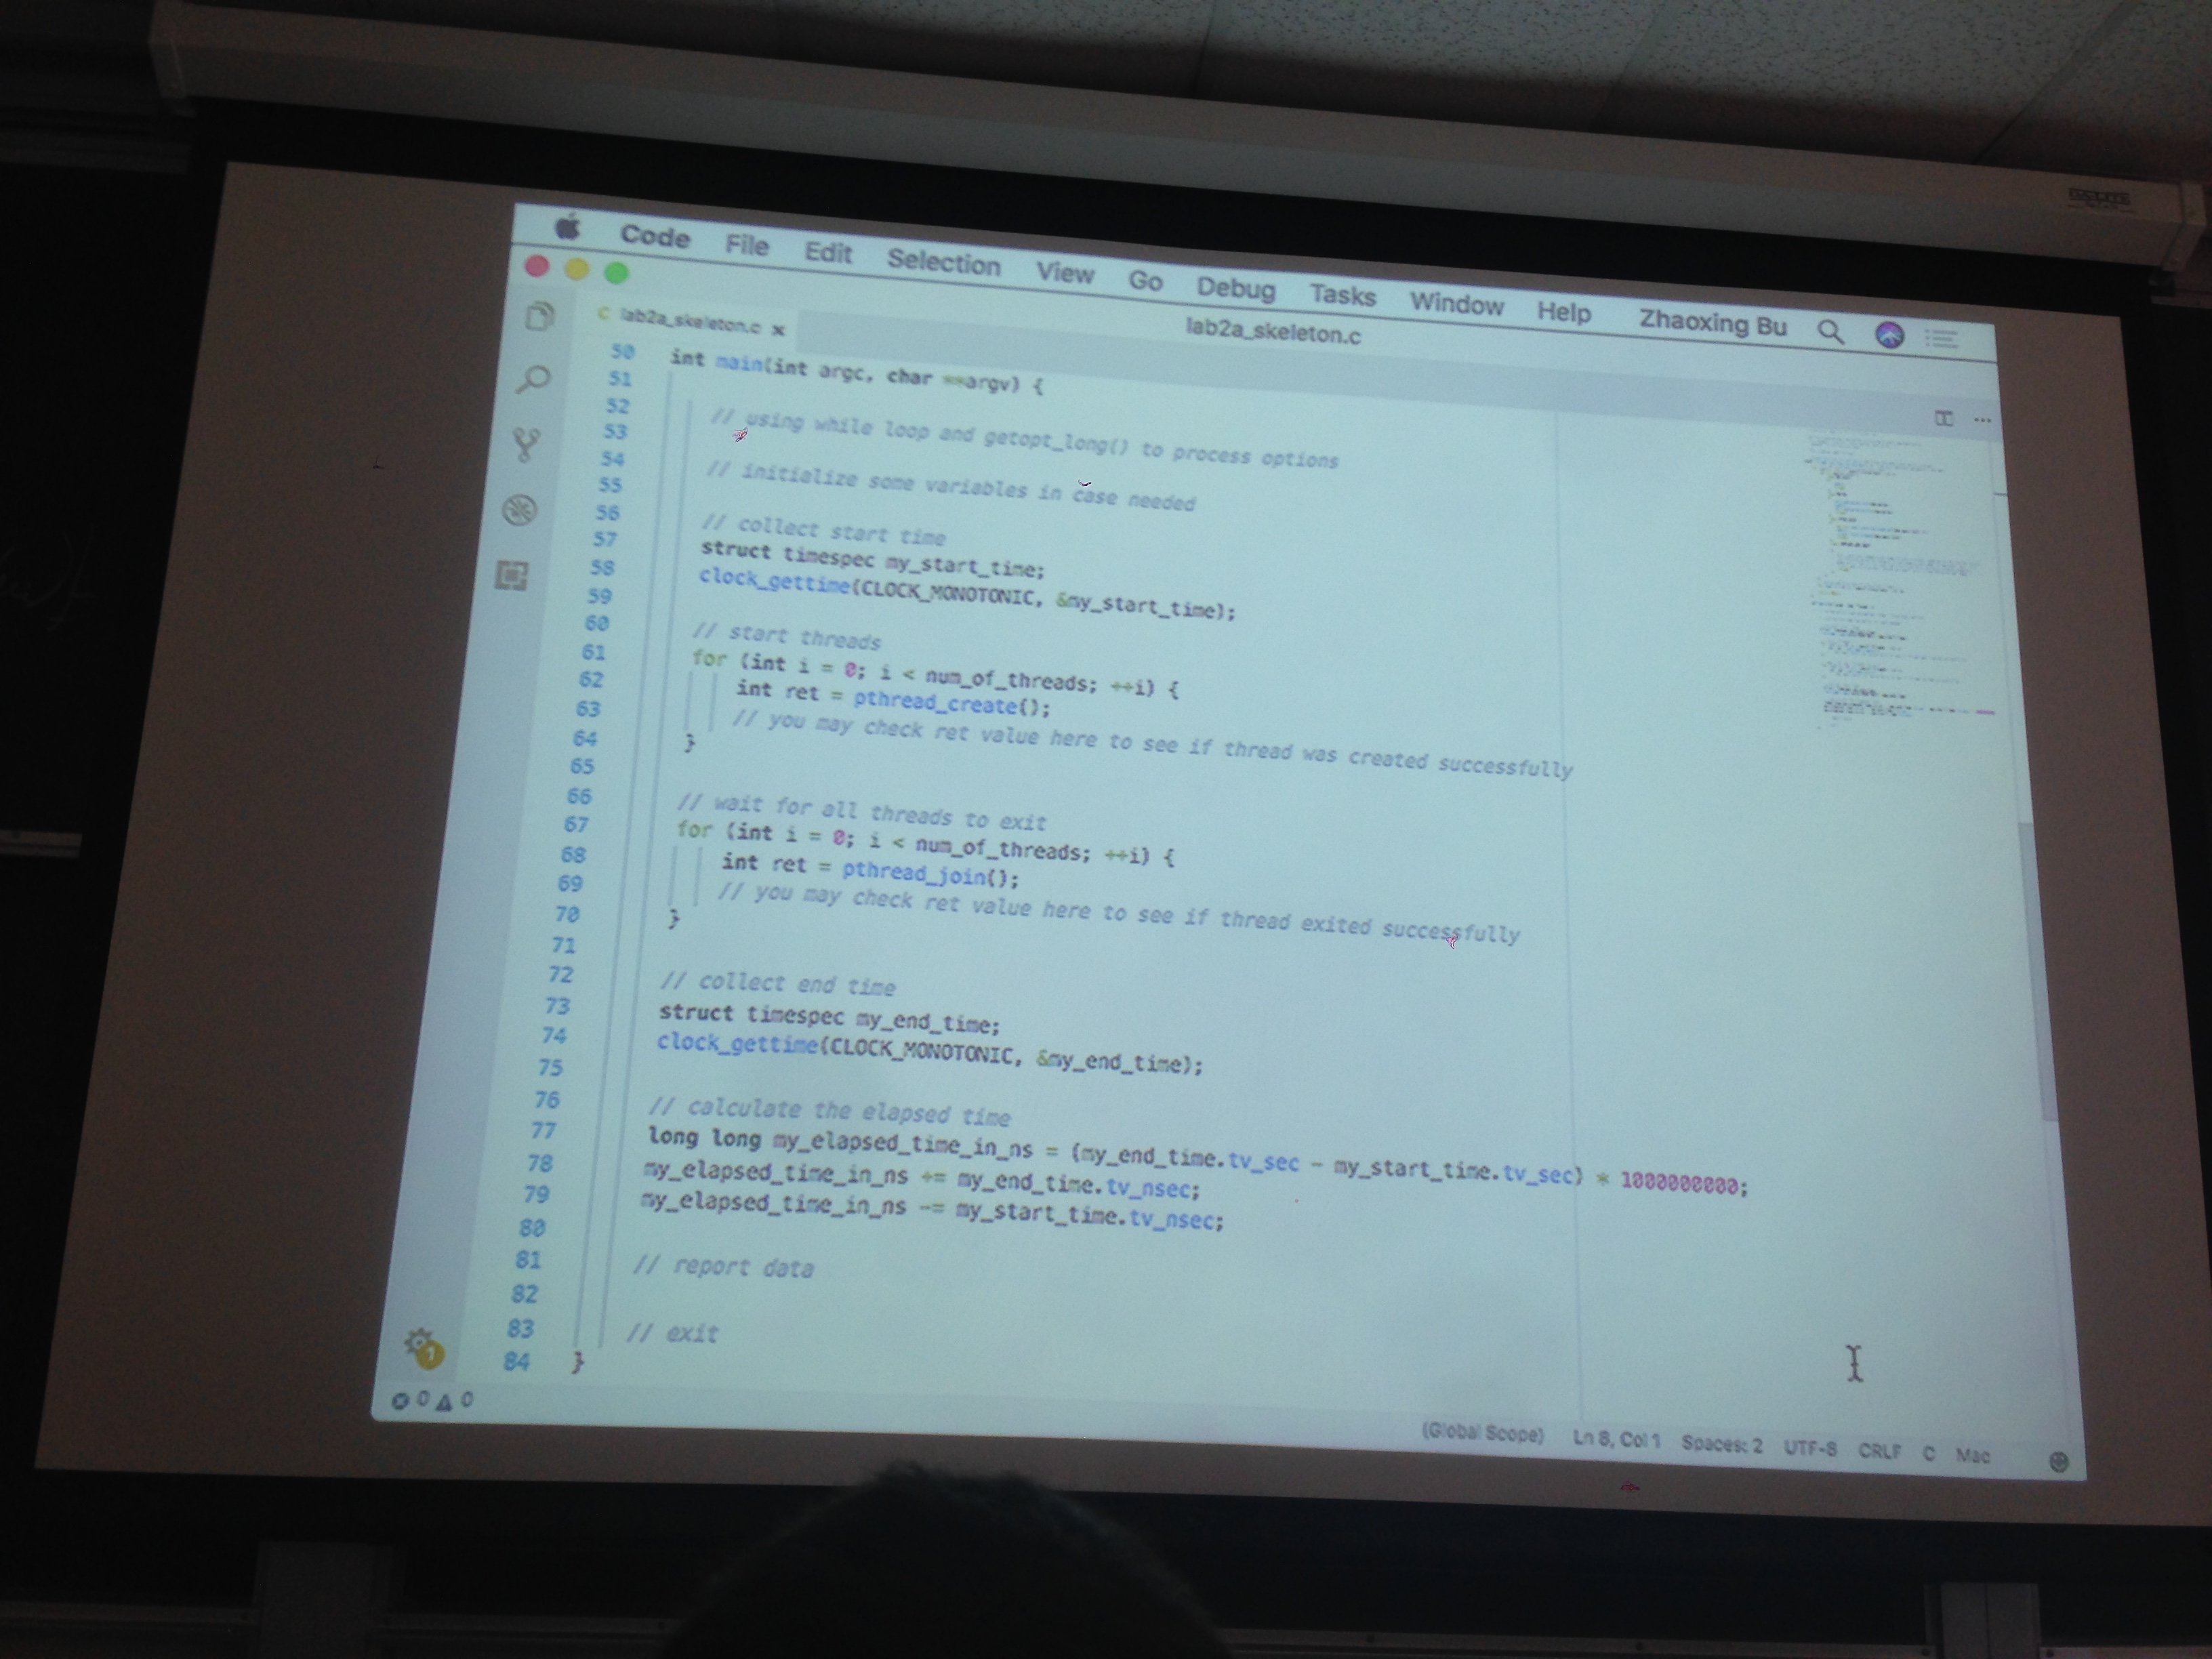 Code File Edit Selection View Go Debug Tasks Window Help Zhaoxing Bu
C lab2a_skeleton.c x
lab2a_skeleton.c
50 int main(int argc, char **argv) {
51
52 // using while loop and getopt_long() to process options
53
54 // initialize some variables in case needed
55
56 // collect start time
57 struct timespec my_start_time;
58 clock_gettime(CLOCK_MONOTONIC, &my_start_time);
59
60 // start threads
61 for (int i = 0; i < num_of_threads; ++i) {
62 int ret = pthread_create();
63 // you may check ret value here to see if thread was created successfully
64 }
65
66 // wait for all threads to exit
67 for (int i = 0; i < num_of_threads; ++i) {
68 int ret = pthread_join();
69 // you may check ret value here to see if thread exited successfully
70 }
71
72 // collect end time
73 struct timespec my_end_time;
74 clock_gettime(CLOCK_MONOTONIC, &my_end_time);
75
76 // calculate the elapsed time
77 long long my_elapsed_time_in_ns = (my_end_time.tv_sec - my_start_time.tv_sec) * 1000000000;
78 my_elapsed_time_in_ns += my_end_time.tv_nsec;
79 my_elapsed_time_in_ns -= my_start_time.tv_nsec;
80
81 // report data
82
83 // exit
84 }
1
0 0
(Global Scope) Ln 8, Col 1 Spaces: 2 UTF-8 CRLF C Mac